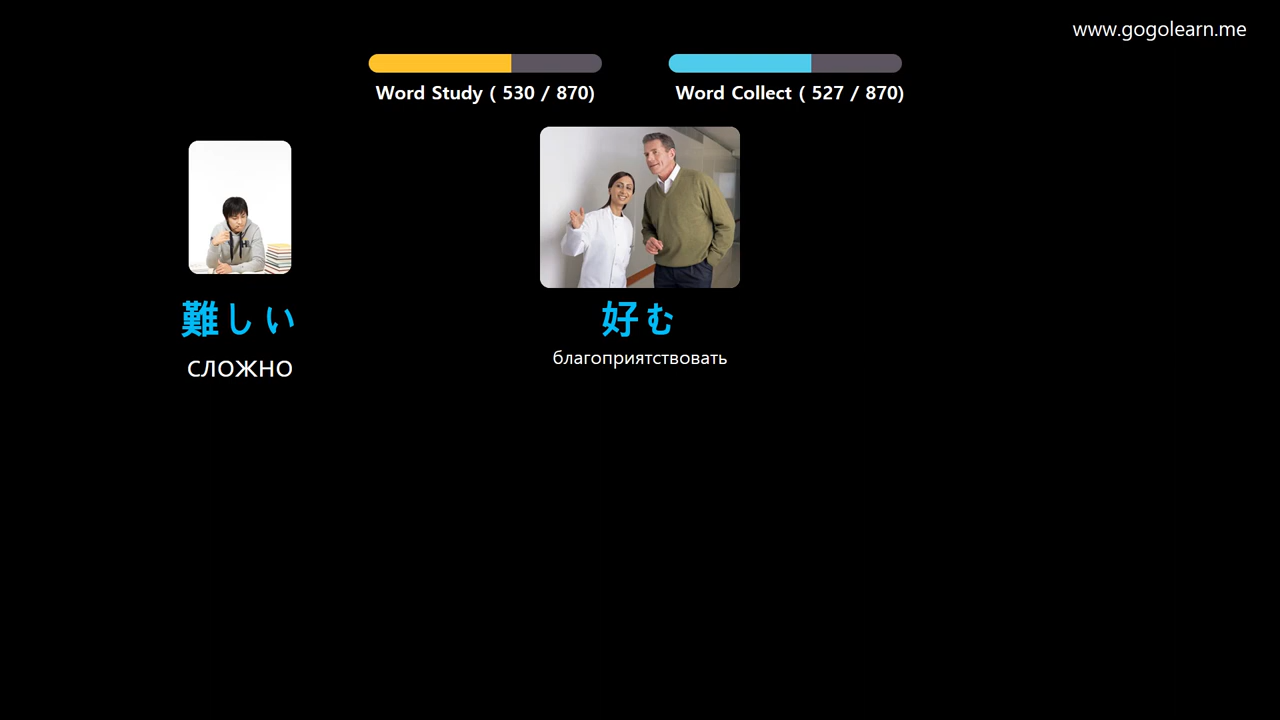 www.gogolearn.me
Word Study ( 530 / 870)
Word Collect ( 527 / 870)
難しい
сложно
好む
благоприятствовать